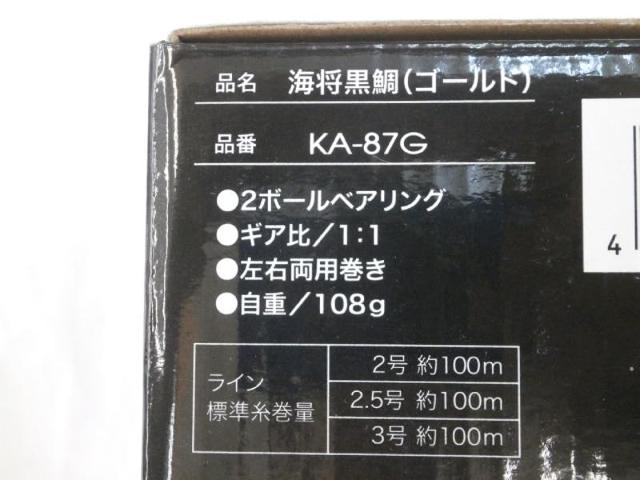 品名 海将黒鯛(ゴールド)
品番 KA-87G
●2ボールベアリング
●ギア比/1:1
●左右両用巻き
●自重/108g
ライン
標準糸巻量
2号 約100m
2.5号 約100m
3号 約100m
4